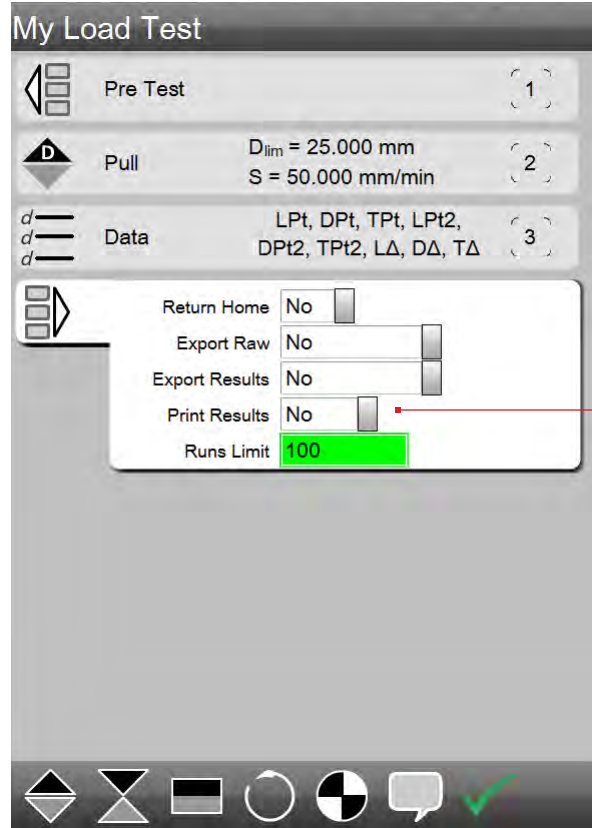 My Load Test
Pre Test
1
D
Pull
Dlim = 25.000 mm
S = 50.000 mm/min
2
d
d
d
Data
LPt, DPt, TPt, LPt2,
DPt2, TPt2, LΔ, DΔ, TΔ
3
Return Home No
Export Raw No
Export Results No
Print Results No
Runs Limit 100